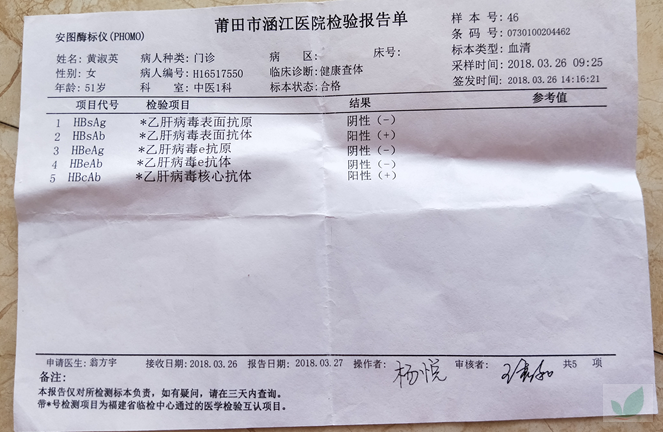 莆田市涵江医院检验报告单
安图酶标仪(PHOMO)
样 本 号: 46
条 码 号: 0730100204462
姓名: 黄淑英 病人种类: 门诊 病 区: 床号: 标本类型: 血清
性别: 女 病人编号: H16517550 临床诊断: 健康查体 采样时间: 2018.03.26 09:25
年龄: 51岁 科 室: 中医1科 标本状态: 合格 签发时间: 2018.03.26 14:16:21
项目代号 检验项目 结果 参考值
1 HBsAg *乙肝病毒表面抗原 阴性(-)
2 HBsAb *乙肝病毒表面抗体 阳性(+)
3 HBeAg *乙肝病毒e抗原 阴性(-)
4 HBeAb *乙肝病毒e抗体 阴性(-)
5 HBcAb *乙肝病毒核心抗体 阳性(+)
申请医生: 翁方宇 接收日期: 2018.03.26 报告日期: 2018.03.27 操作者: 杨悦 审核者: 共5 项
备注:
本报告仅对所检测标本负责, 如有疑问, 请在三天内查询。
带*号检测项目为福建省临检中心通过的医学检验互认项目。